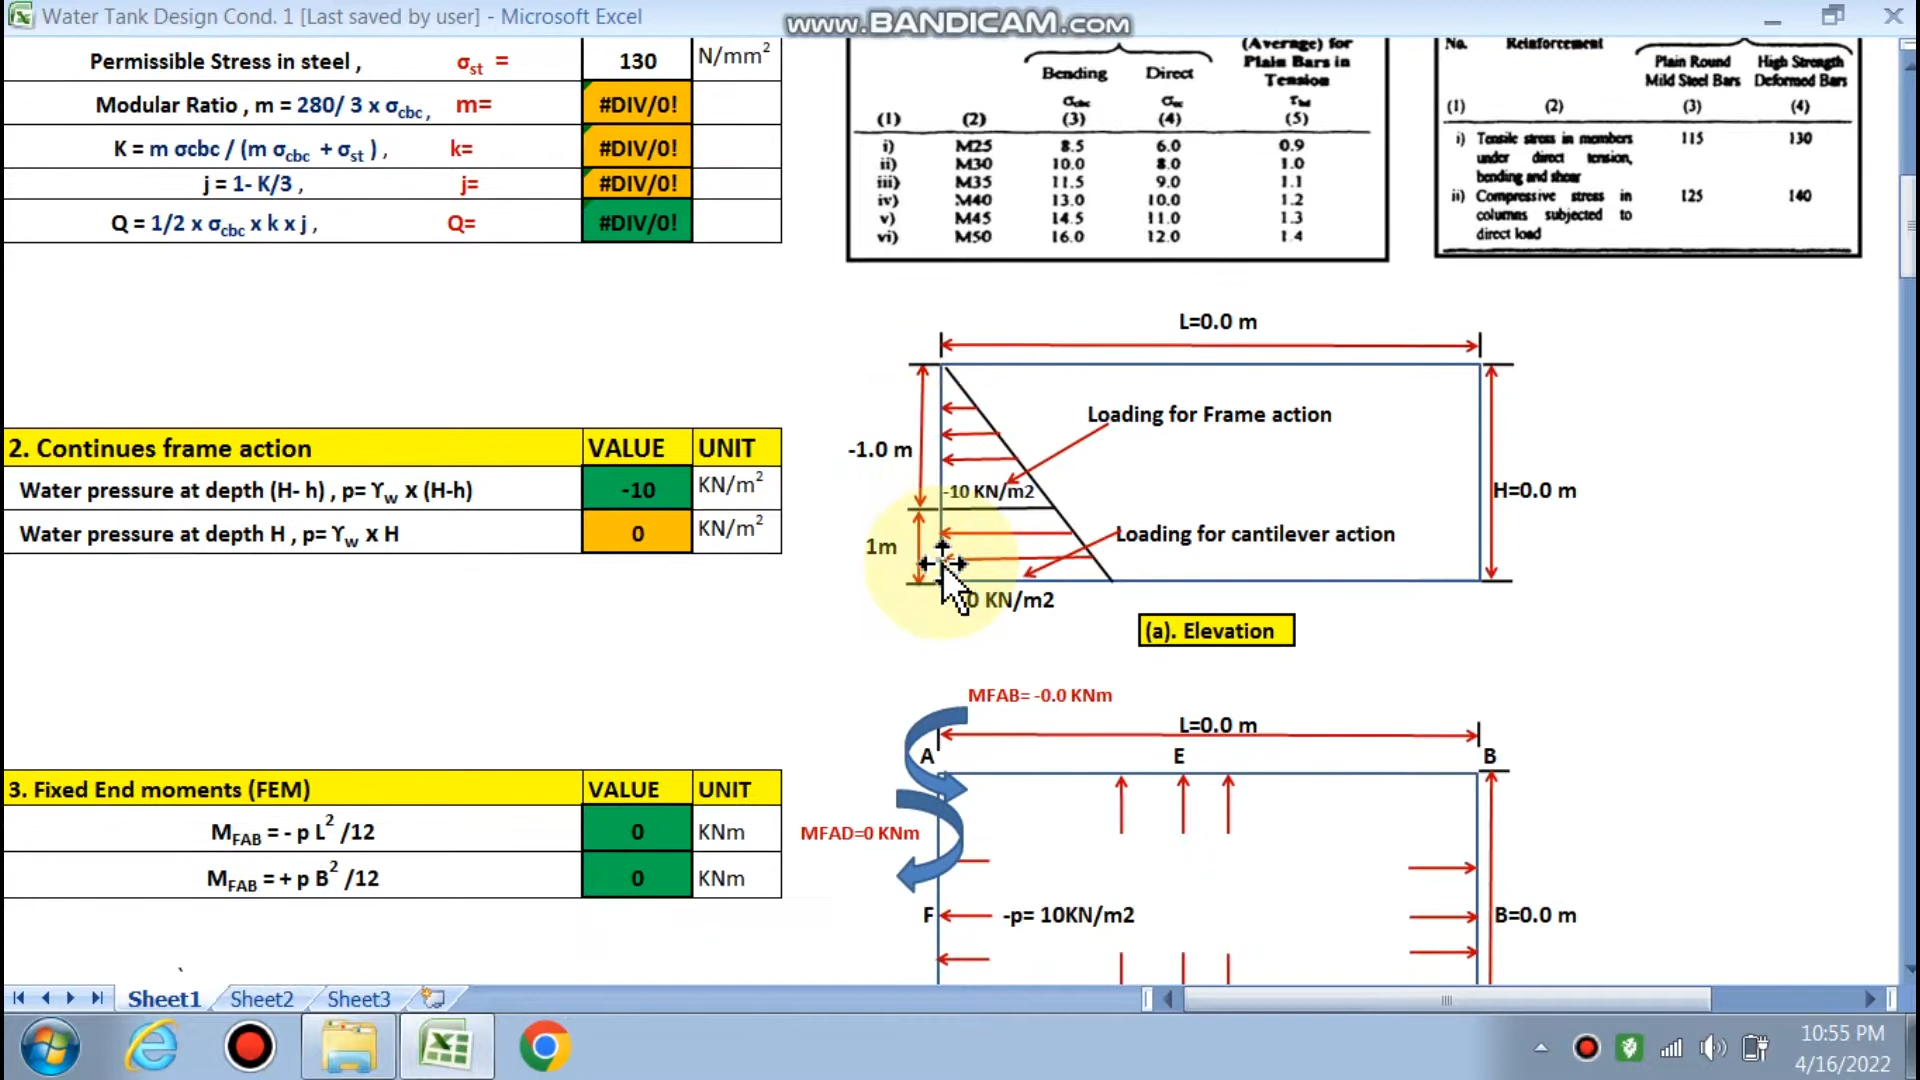 Water Tank Design Cond. 1 [Last saved by user] - Microsoft Excel
www.BANDICAM.com
Permissible Stress in steel , σst = 130 N/mm2
Modular Ratio , m = 280/ 3 x σcbc , m= #DIV/0!
K = m σcbc / (m σcbc + σst ) , k= #DIV/0!
j = 1- K/3 , j= #DIV/0!
Q = 1/2 x σcbc x k x j , Q= #DIV/0!
(Average) for
Bending Direct Plain Bars in
Tension
σcbc σcc τbd
(1) (2) (3) (4) (5)
i) M25 8.5 6.0 0.9
ii) M30 10.0 8.0 1.0
iii) M35 11.5 9.0 1.1
iv) M40 13.0 10.0 1.2
v) M45 14.5 11.0 1.3
vi) M50 16.0 12.0 1.4
No. Reinforcement
Plain Round High Strength
Mild Steel Bars Deformed Bars
(1) (2) (3) (4)
i) Tensile stress in members 115 130
under direct tension,
bending and shear
ii) Compressive stress in 125 140
columns subjected to
direct load
L=0.0 m
Loading for Frame action
-1.0 m
-10 KN/m2
H=0.0 m
Loading for cantilever action
1m
0 KN/m2
(a). Elevation
2. Continues frame action VALUE UNIT
Water pressure at depth (H- h) , p= ϒw x (H-h) -10 KN/m2
Water pressure at depth H , p= ϒw x H 0 KN/m2
MFAB= -0.0 KNm
L=0.0 m
A E B
MFAD=0 KNm
F -p= 10KN/m2 B=0.0 m
3. Fixed End moments (FEM) VALUE UNIT
MFAB = - p L2 /12 0 KNm
MFAB = + p B2 /12 0 KNm
Sheet1 Sheet2 Sheet3
10:55 PM
4/16/2022